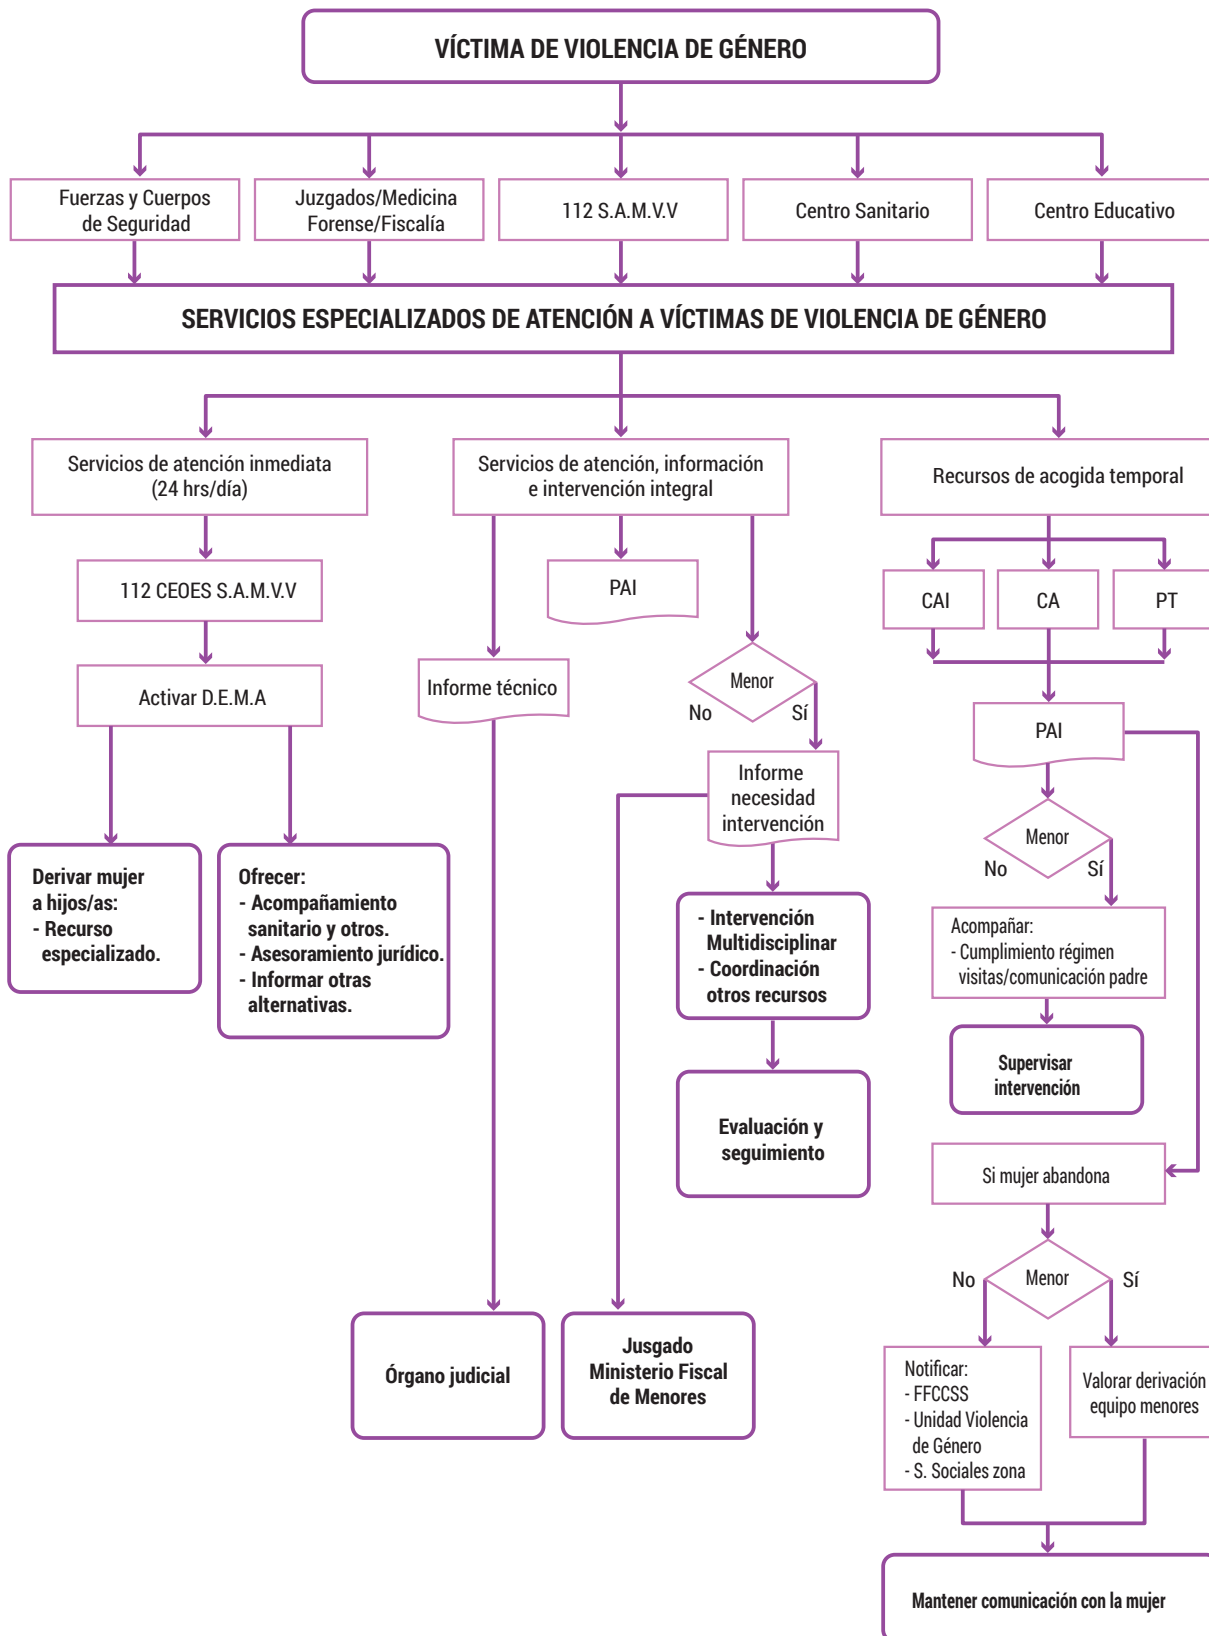 VÍCTIMA DE VIOLENCIA DE GÉNERO
Fuerzas y Cuerpos
de Seguridad
Juzgados/Medicina
Forense/Fiscalía
112 S.A.M.V.V
Centro Sanitario
Centro Educativo
SERVICIOS ESPECIALIZADOS DE ATENCIÓN A VÍCTIMAS DE VIOLENCIA DE GÉNERO
Servicios de atención inmediata
(24 hrs/día)
Servicios de atención, información
e intervención integral
Recursos de acogida temporal
112 CEOES S.A.M.V.V
PAI
CAI
CA
PT
Activar D.E.M.A
Informe técnico
Menor
No
Sí
PAI
Informe
necesidad
intervención
Menor
No
Sí
Derivar mujer
a hijos/as:
- Recurso
especializado.
Ofrecer:
- Acompañamiento
sanitario y otros.
- Asesoramiento jurídico.
- Informar otras
alternativas.
- Intervención
Multidisciplinar
- Coordinación
otros recursos
Acompañar:
- Cumplimiento régimen
visitas/comunicación padre
Supervisar
intervención
Evaluación y
seguimiento
Si mujer abandona
Menor
No
Sí
Órgano judicial
Jusgado
Ministerio Fiscal
de Menores
Notificar:
- FFCCSS
- Unidad Violencia
de Género
- S. Sociales zona
Valorar derivación
equipo menores
Mantener comunicación con la mujer